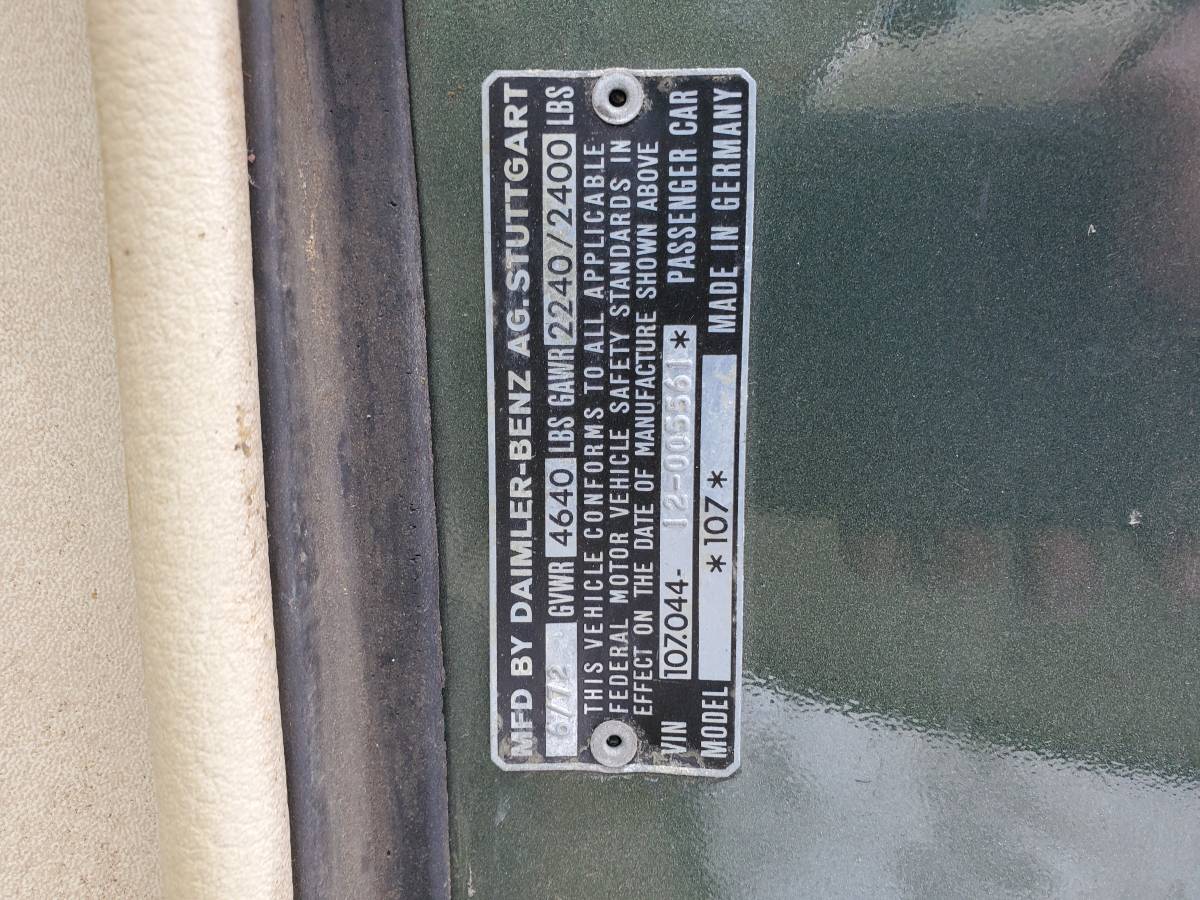 MFD BY DAIMLER-BENZ AG. STUTTGART
6/72 GVWR 4640 LBS GAWR 2240/2400 LBS
THIS VEHICLE CONFORMS TO ALL APPLICABLE
FEDERAL MOTOR VEHICLE SAFETY STANDARDS IN
EFFECT ON THE DATE OF MANUFACTURE SHOWN ABOVE
VIN 107.044- 12-005561* PASSENGER CAR
MODEL *107* MADE IN GERMANY